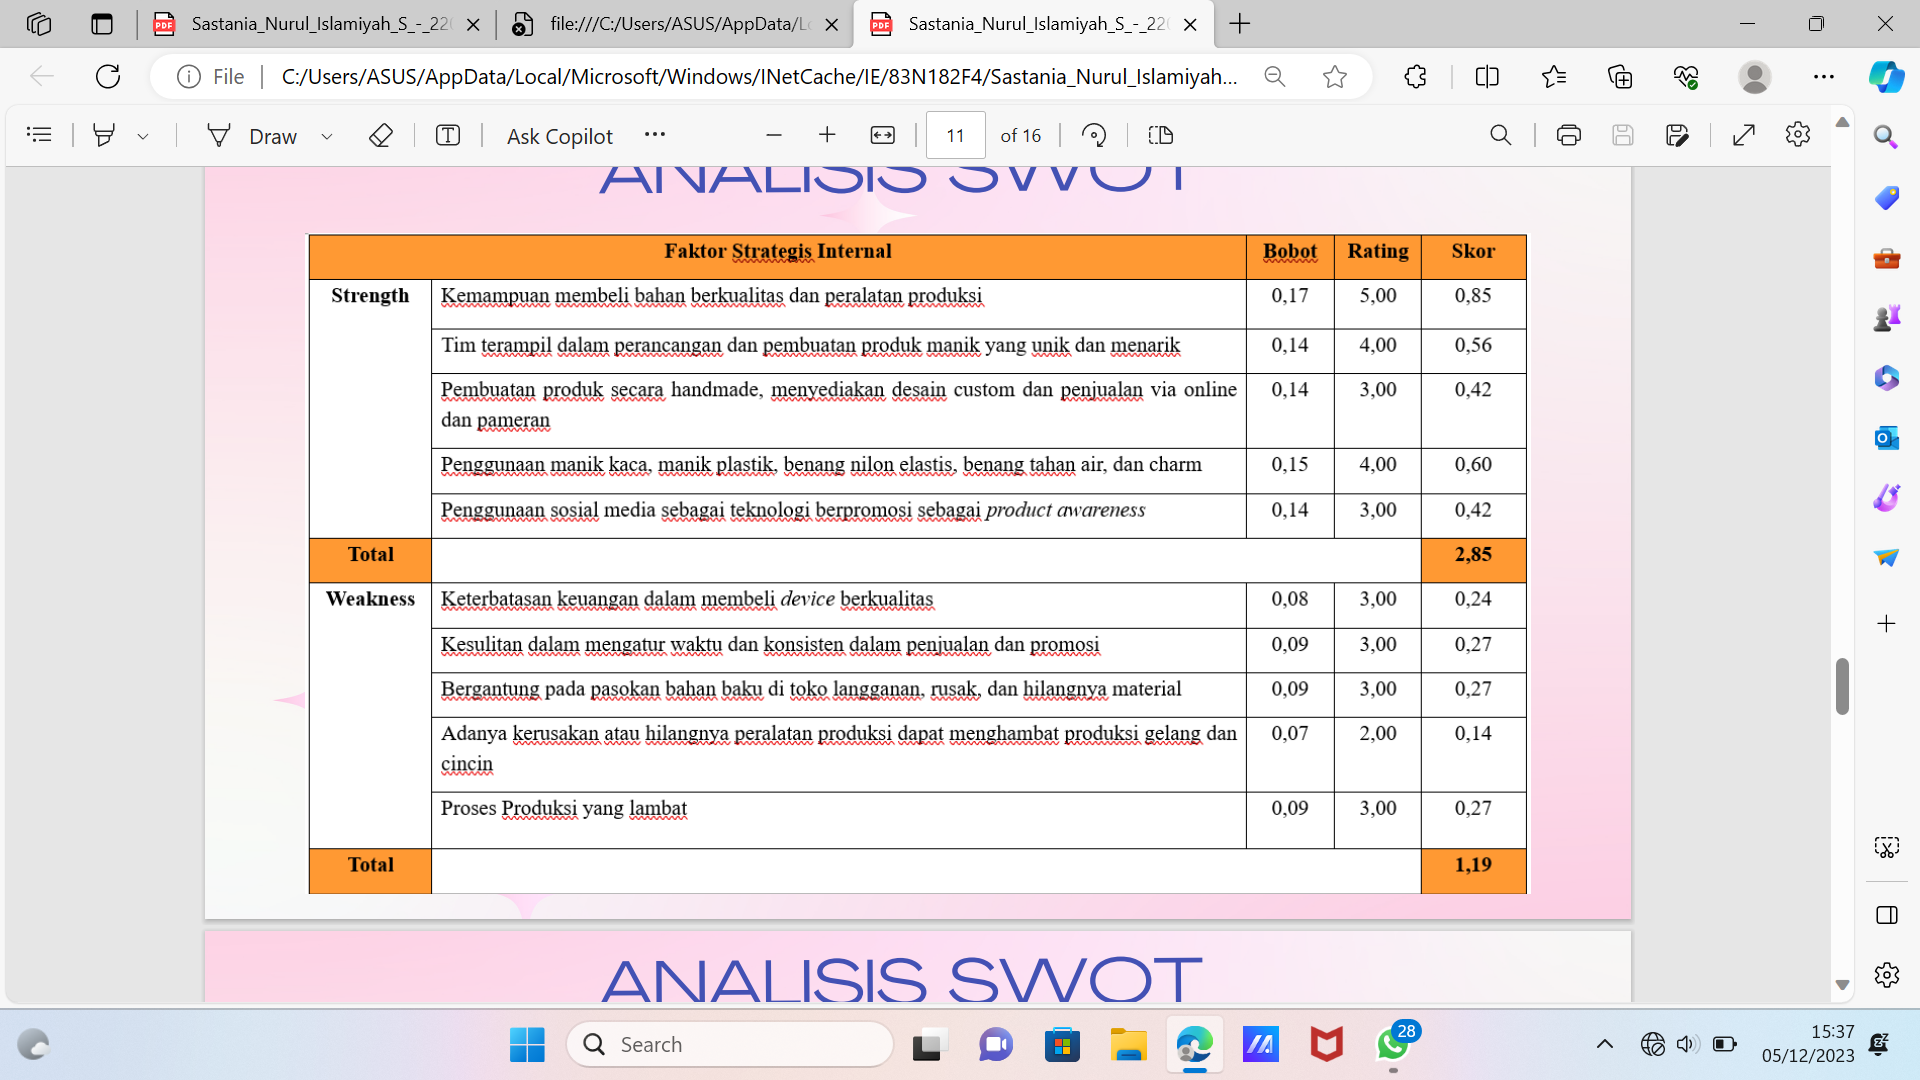 Sastania_Nurul_Islamiyah_S_-_220
file:///C:/Users/ASUS/AppData/Lo
Sastania_Nurul_Islamiyah_S_-_220
File
C:/Users/ASUS/AppData/Local/Microsoft/Windows/INetCache/IE/83N182F4/Sastania_Nurul_Islamiyah...
Draw
Ask Copilot
11 of 16
ANALISIS SWOT
Faktor Strategis Internal Bobot Rating Skor
Strength Kemampuan membeli bahan berkualitas dan peralatan produksi 0,17 5,00 0,85
Tim terampil dalam perancangan dan pembuatan produk manik yang unik dan menarik 0,14 4,00 0,56
Pembuatan produk secara handmade, menyediakan desain custom dan penjualan via online 0,14 3,00 0,42
dan pameran
Penggunaan manik kaca, manik plastik, benang nilon elastis, benang tahan air, dan charm 0,15 4,00 0,60
Penggunaan sosial media sebagai teknologi berpromosi sebagai product awareness 0,14 3,00 0,42
Total 2,85
Weakness Keterbatasan keuangan dalam membeli device berkualitas 0,08 3,00 0,24
Kesulitan dalam mengatur waktu dan konsisten dalam penjualan dan promosi 0,09 3,00 0,27
Bergantung pada pasokan bahan baku di toko langganan, rusak, dan hilangnya material 0,09 3,00 0,27
Adanya kerusakan atau hilangnya peralatan produksi dapat menghambat produksi gelang dan 0,07 2,00 0,14
cincin
Proses Produksi yang lambat 0,09 3,00 0,27
Total 1,19
ANALISIS SWOT
Search
28
15:37
05/12/2023